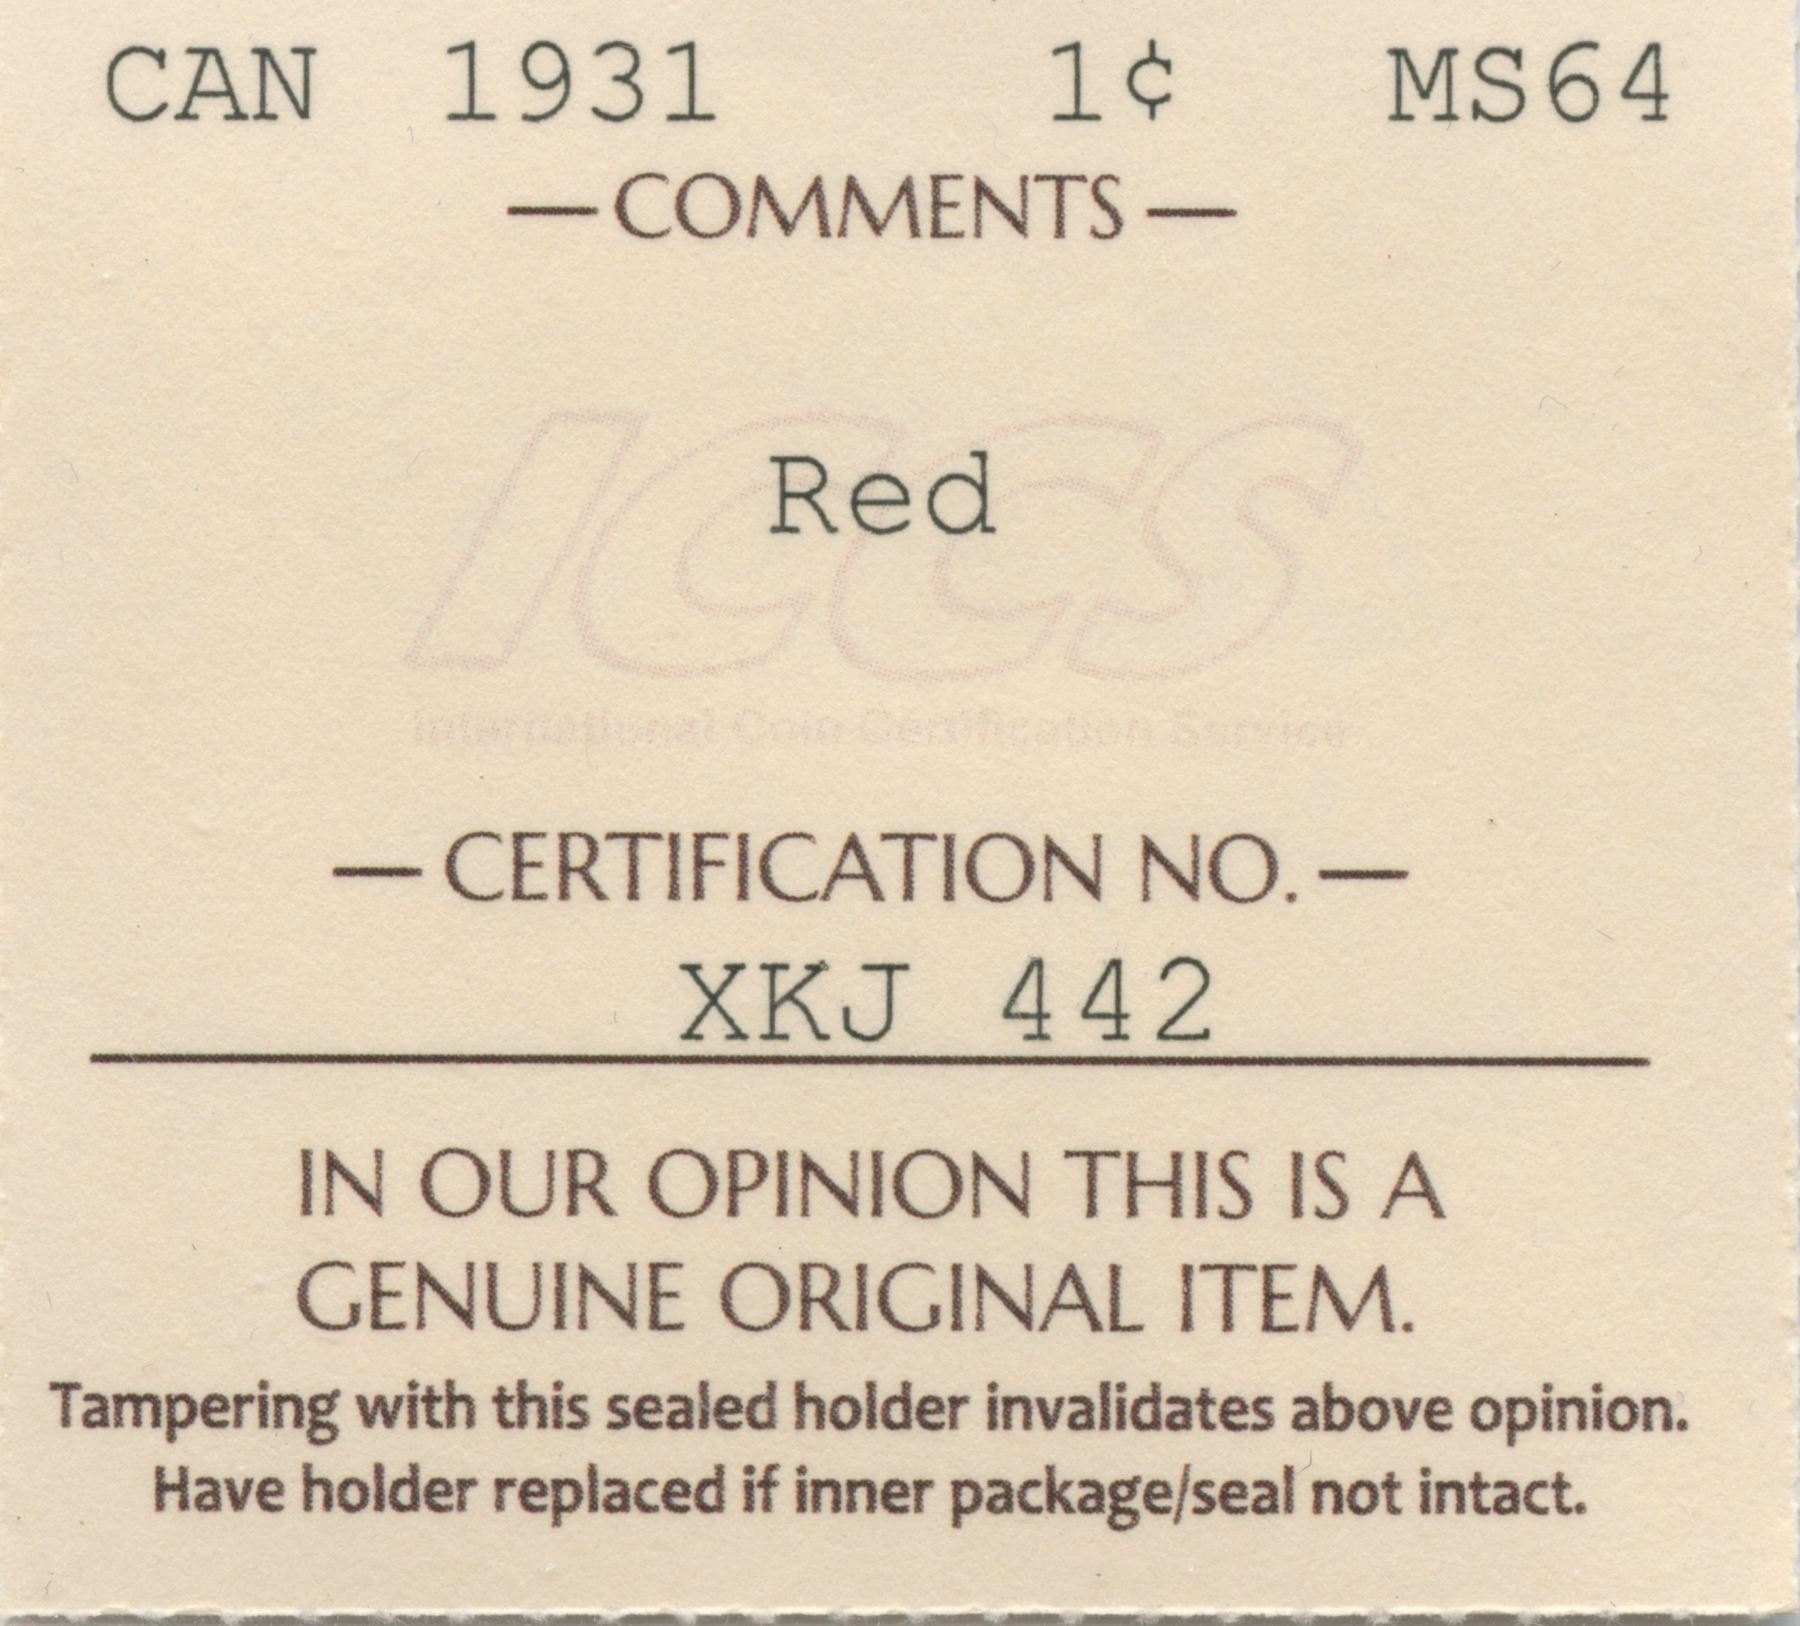 CAN 1931 1¢ MS64
—COMMENTS—
Red
ICCS
International Coin Certification Service
—CERTIFICATION NO.—
XKJ 442
IN OUR OPINION THIS IS A
GENUINE ORIGINAL ITEM.
Tampering with this sealed holder invalidates above opinion.
Have holder replaced if inner package/seal not intact.